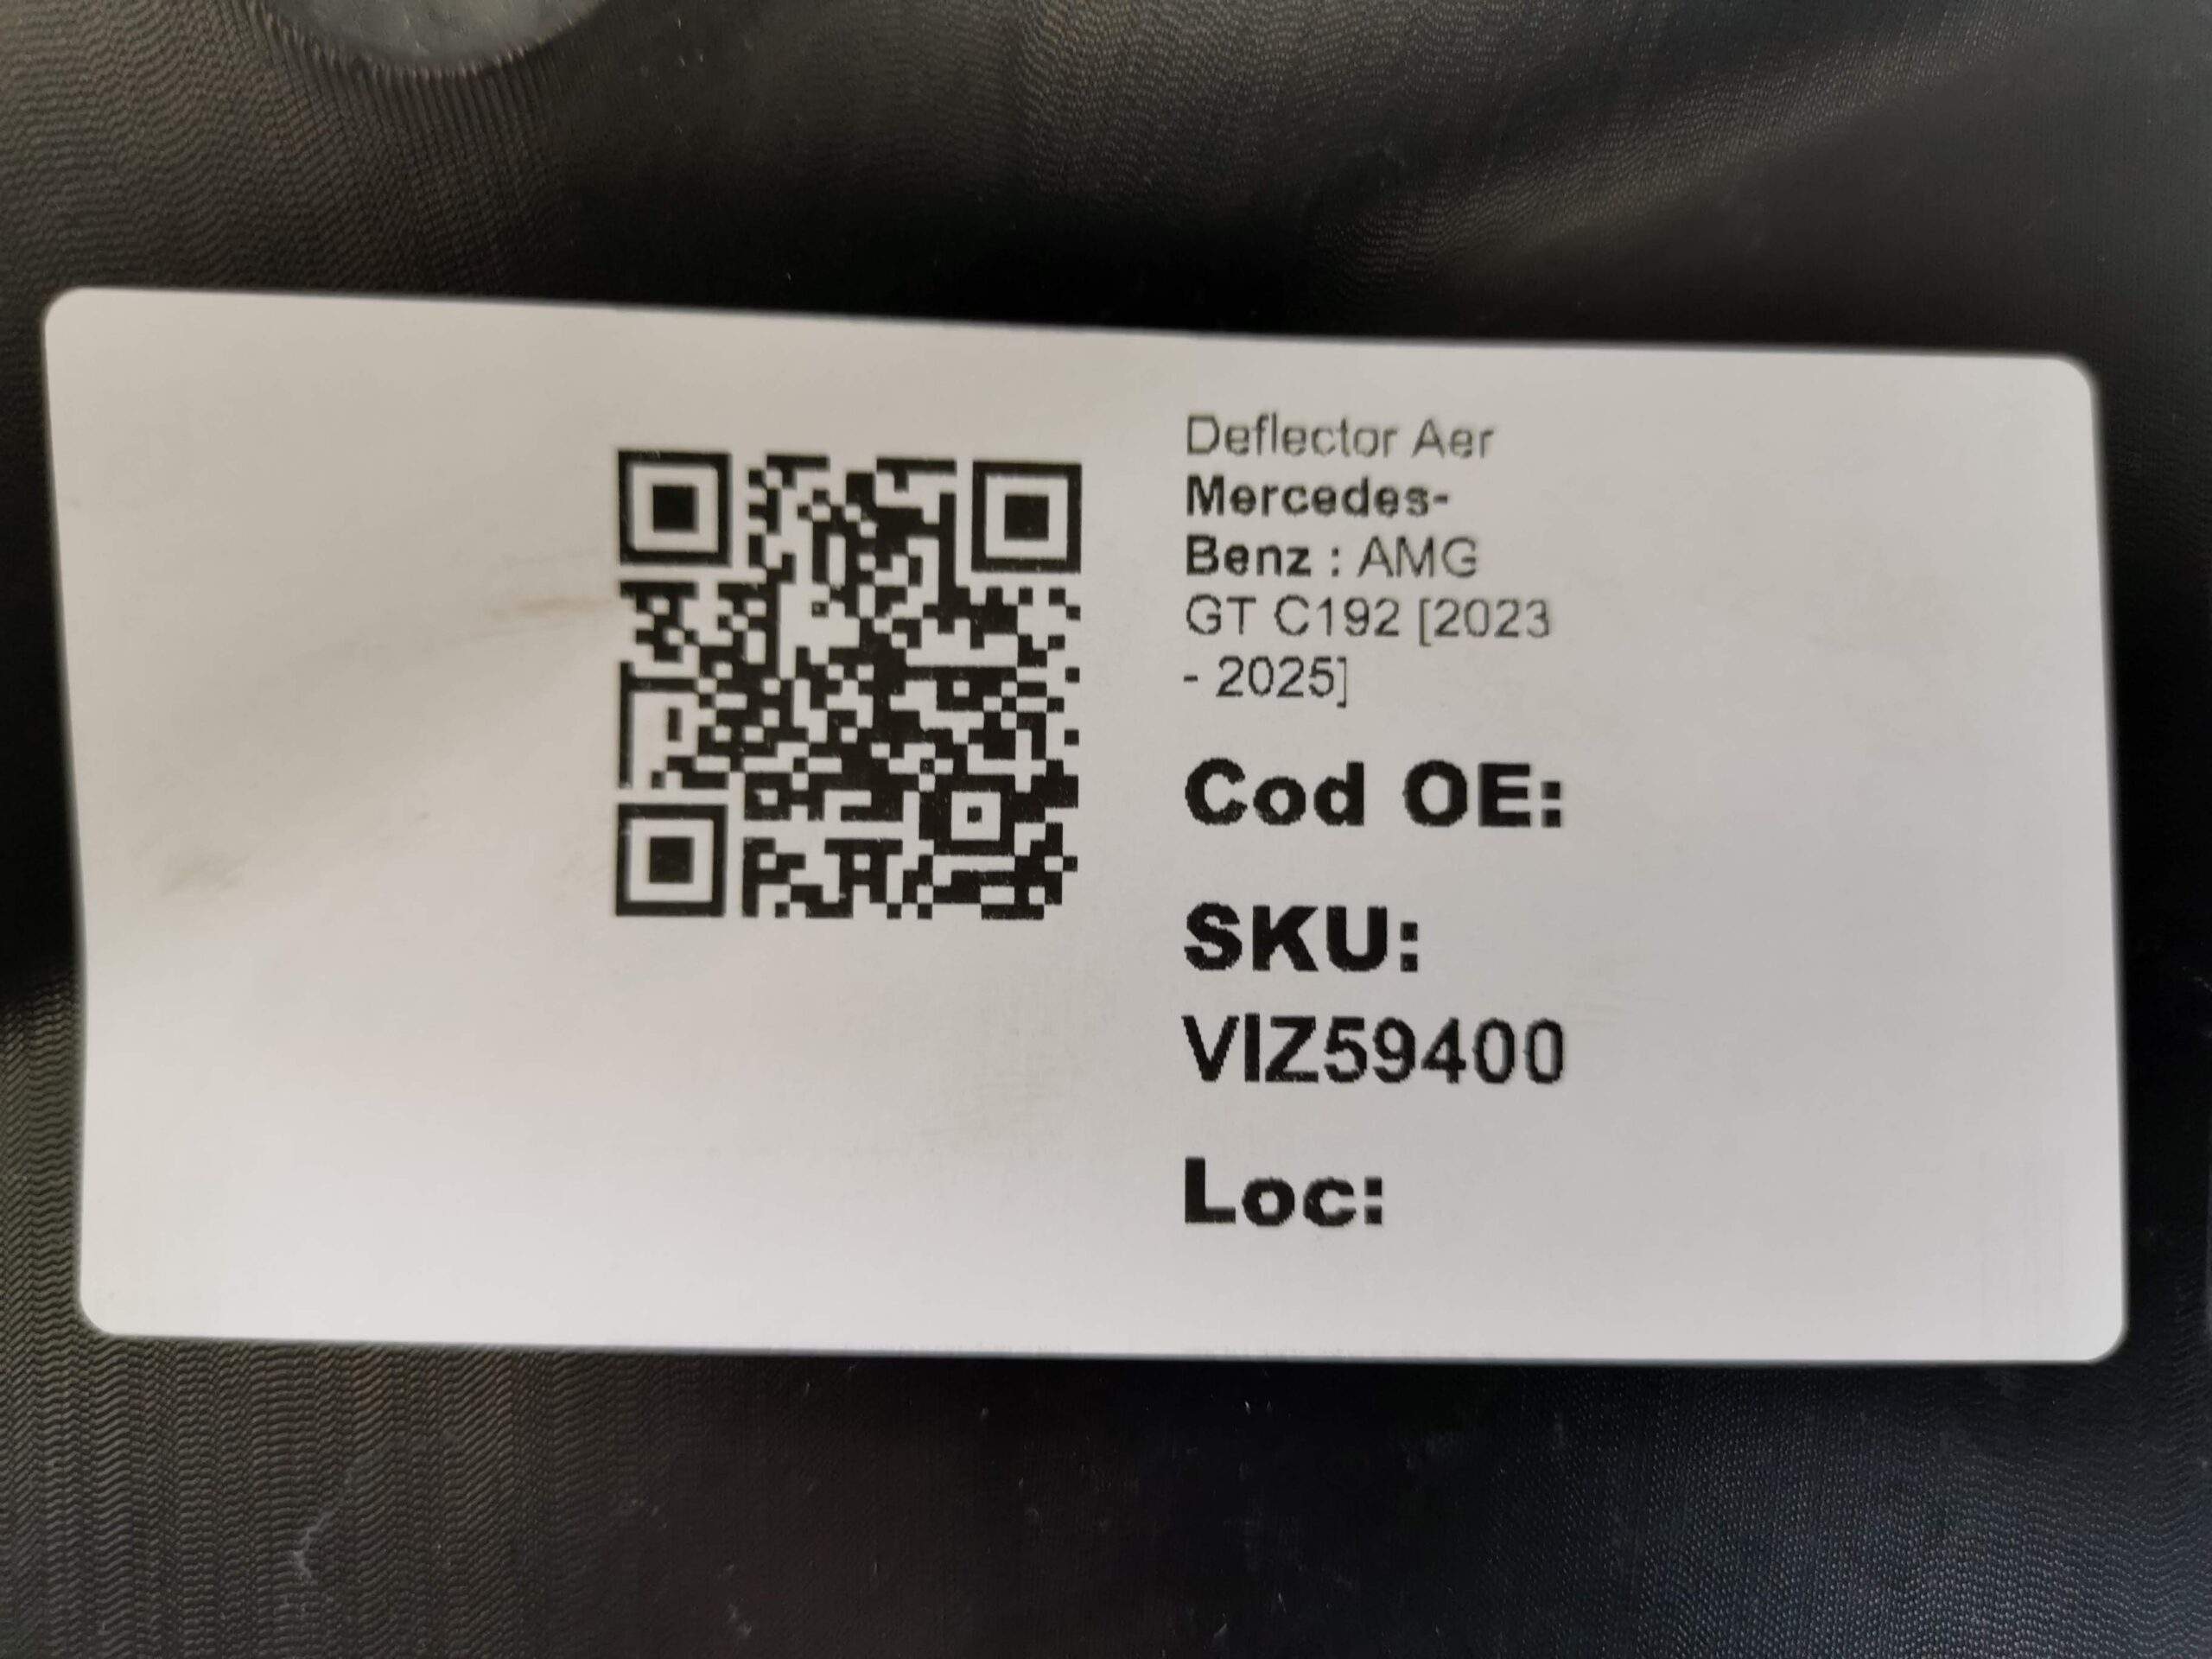 Deflector Aer
Mercedes-
Benz : AMG
GT C192 [2023
- 2025]
Cod OE:
SKU:
VIZ59400
Loc: